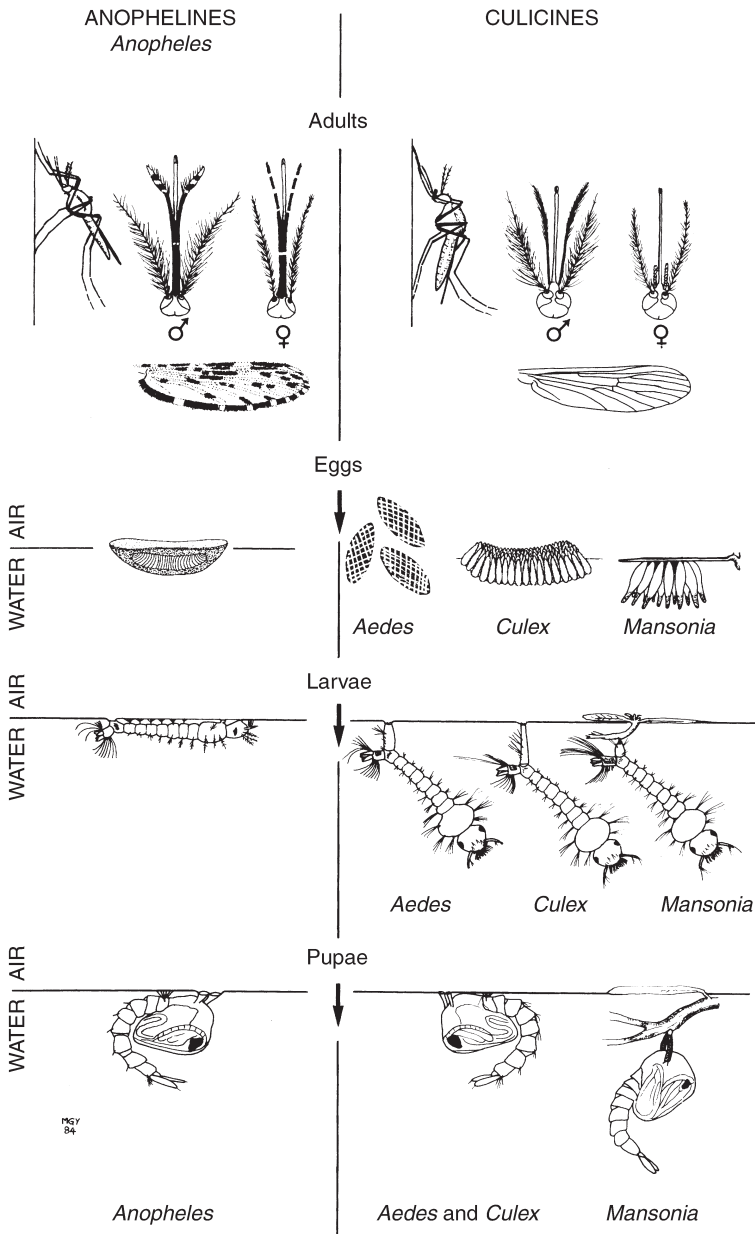 ANOPHELINES
Anopheles
CULICINES
Adults
♂
♀
♂
♀
Eggs
AIR
WATER
Aedes
Culex
Mansonia
Larvae
AIR
WATER
Aedes
Culex
Mansonia
Pupae
AIR
WATER
MGY
84
Anopheles
Aedes and Culex
Mansonia